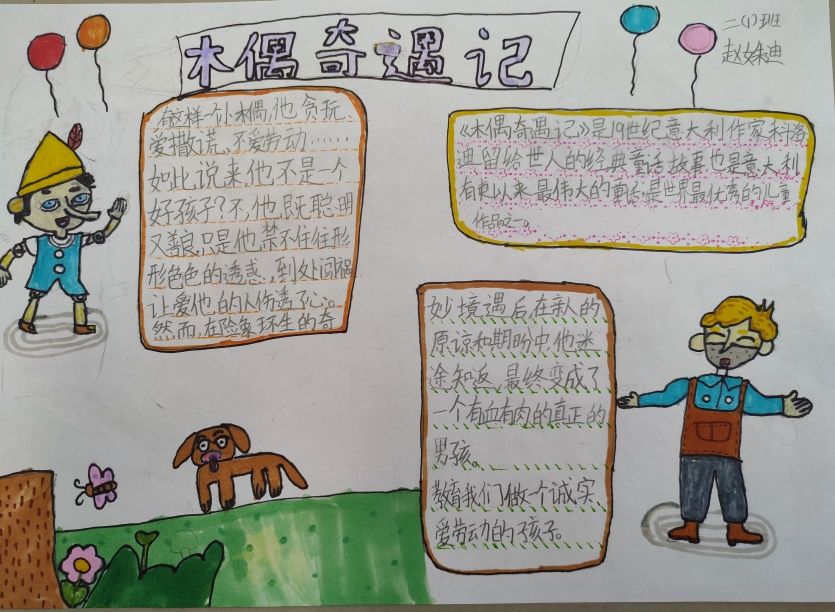 木偶奇遇记
二(1)班
赵姝迪
有这样一个小木偶,他贪玩、
爱撒谎、不爱劳动……
如此说来,他不是一个
好孩子?不,他既聪明
又善良,只是他禁不住形
形色色的诱惑,到处闯祸
让爱他的人伤透了心。
然而,在险象环生的奇
《木偶奇遇记》是19世纪意大利作家科洛
迪留给世人的经典童话故事也是意大利
有史以来最伟大的童话是世界最优秀的儿童
作品之一。
妙境遇后,在亲人的
原谅和期盼中,他迷
途知返,最终变成了
一个有血有肉的真正的
男孩。
教育我们做一个诚实
爱劳动的孩子。